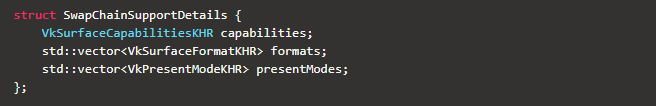 struct SwapChainSupportDetails {
    VkSurfaceCapabilitiesKHR capabilities;
    std::vector<VkSurfaceFormatKHR> formats;
    std::vector<VkPresentModeKHR> presentModes;
};